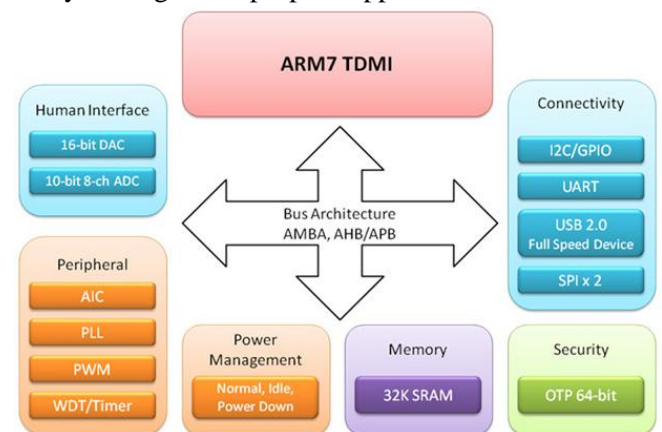 ARM7 TDMI
Human Interface
16-bit DAC
10-bit 8-ch ADC
Connectivity
I2C/GPIO
UART
USB 2.0
Full Speed Device
SPI x 2
Bus Architecture
AMBA, AHB/APB
Peripheral
AIC
PLL
PWM
WDT/Timer
Power
Management
Normal, Idle,
Power Down
Memory
32K SRAM
Security
OTP 64-bit